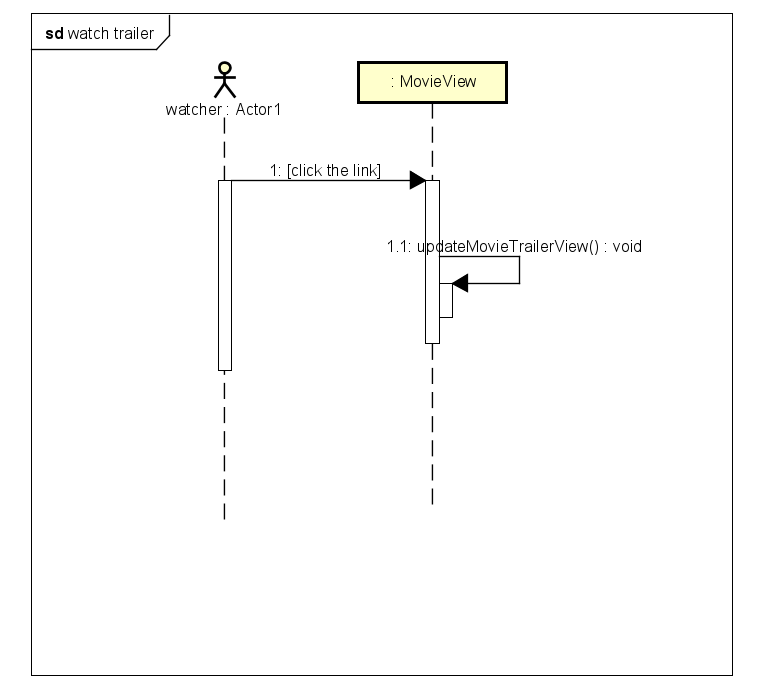 sd watch trailer
watcher : Actor1
: MovieView
1: [click the link]
1.1: updateMovieTrailerView() : void